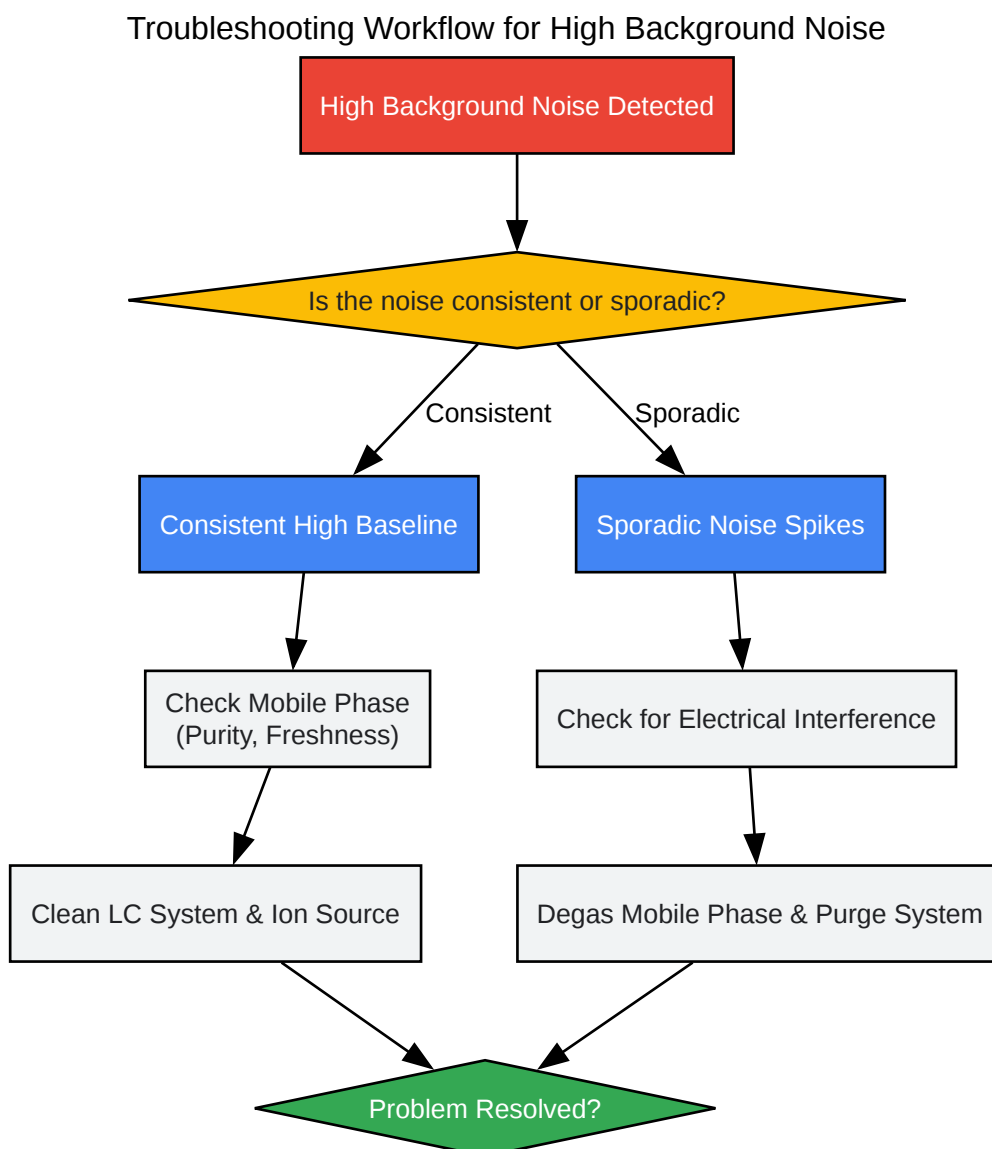 Troubleshooting Workflow for High Background Noise
High Background Noise Detected
Is the noise consistent or sporadic?
Consistent
Sporadic
Consistent High Baseline
Sporadic Noise Spikes
Check Mobile Phase
(Purity, Freshness)
Check for Electrical Interference
Clean LC System & Ion Source
Degas Mobile Phase & Purge System
Problem Resolved?